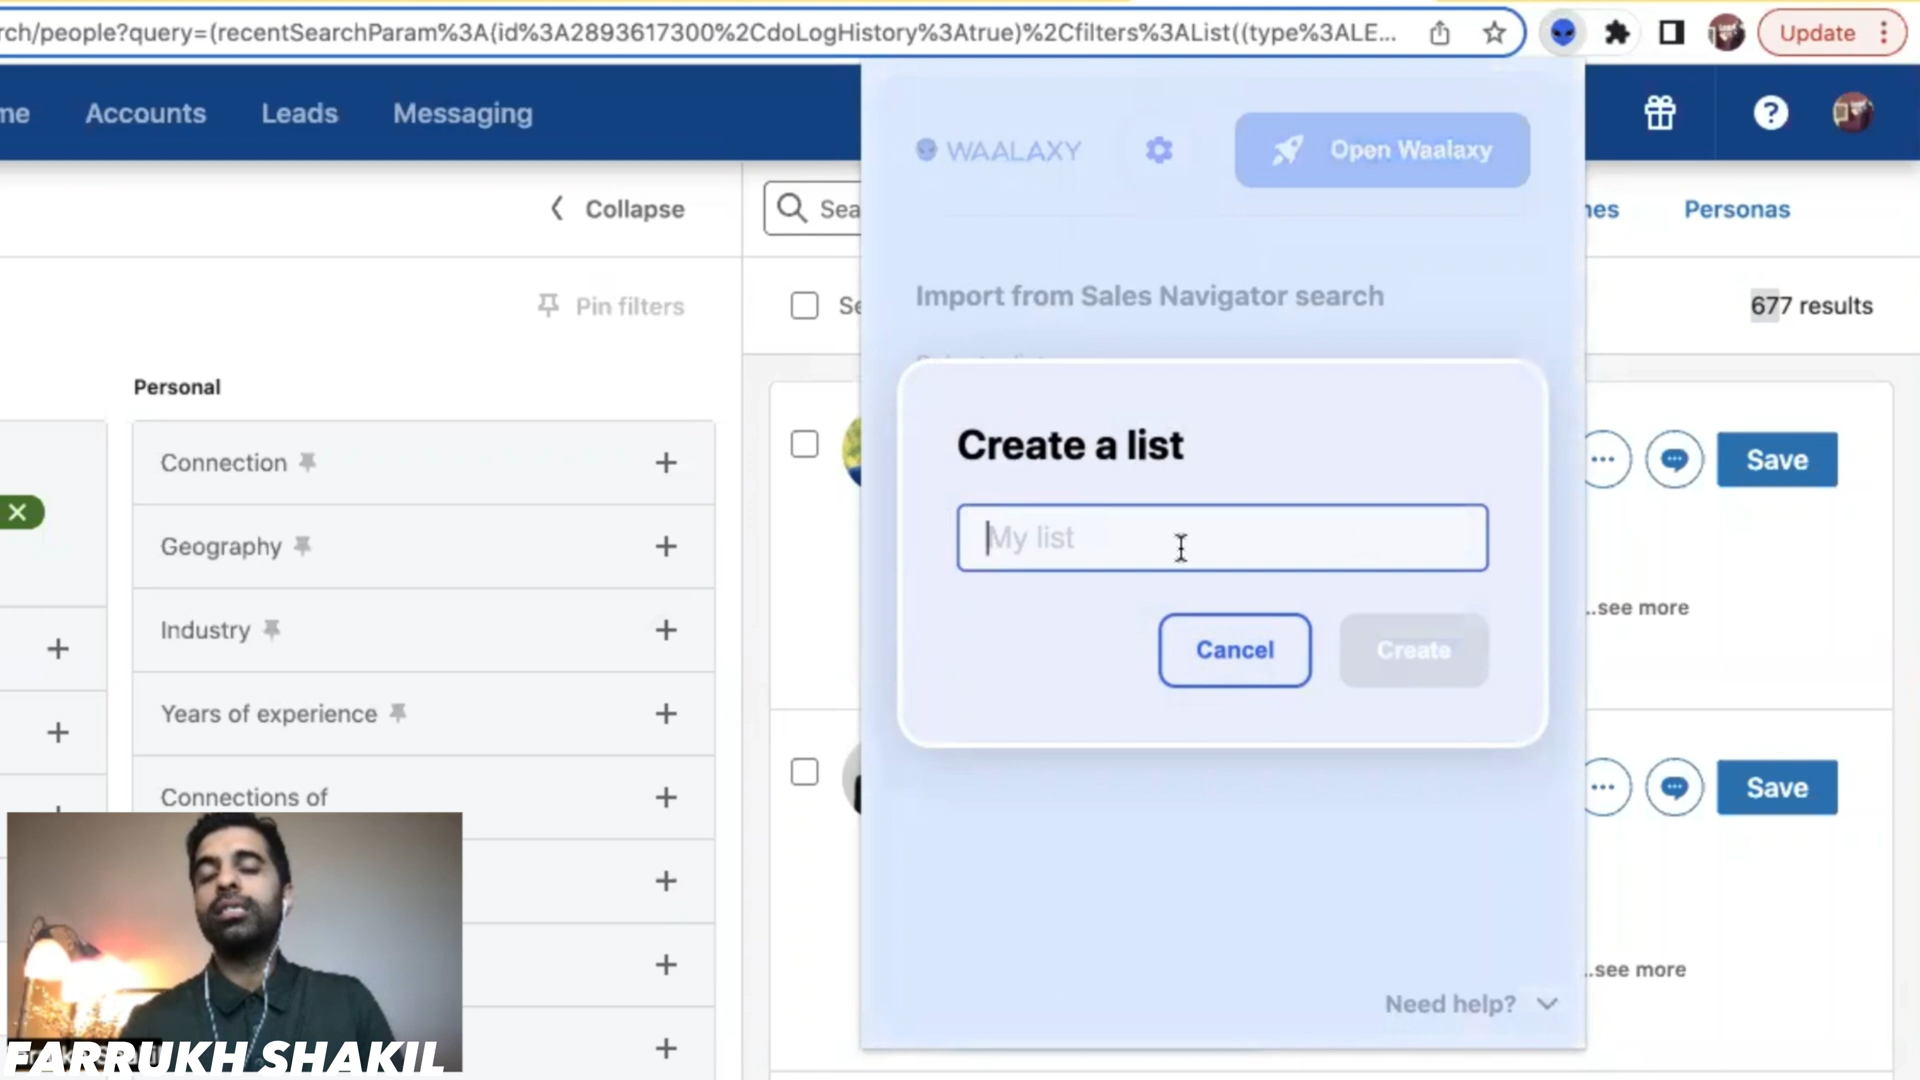 rch/people?query=(recentSearchParam%3A(id%3A2893617300%2CdoLogHistory%3Atrue)%2Cfilters%3AList((type%3ALE...
Update
me
Accounts
Leads
Messaging
WAALAXY
Open Waalaxy
Collapse
Sea
nes
Personas
Import from Sales Navigator search
Pin filters
Se
677 results
Personal
Create a list
Connection
My list
Save
Geography
...see more
Industry
Cancel
Create
Years of experience
Connections of
Save
...see more
Need help?
FARRUKH SHAKIL